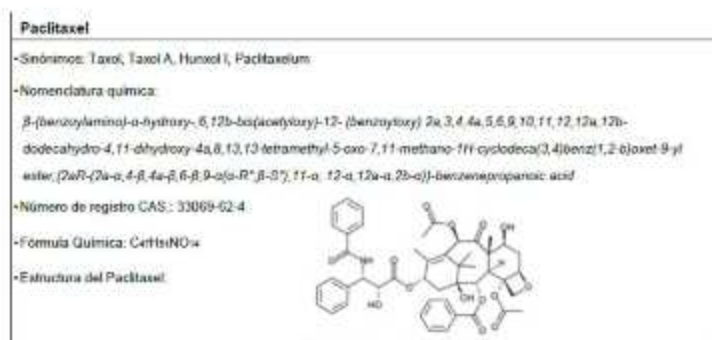 Paclitaxel
•Sinónimos: Taxol, Taxol A, Hunxol I, Paclitaxelum
•Nomenclatura química:
β-(benzoylamino)-α-hydroxy-,6,12b-bis(acetyloxy)-12- (benzoyloxy) 2a,3,4,4a,5,6,9,10,11,12,12a,12b-
dodecahydro-4,11-dihydroxy-4a,8,13,13-tetramethyl-5-oxo-7,11-methano-1H-cyclodeca(3,4)benz(1,2-b)oxet-9-yl
ester,(2aR-(2a-α,4-β,4a-β,6-β,9-α(α-R*,β-S*),11-α, 12-α,12a-α,2b-α))-benzenepropanoic acid
•Número de registro CAS.: 33069-62-4
•Fórmula Química: C47H51NO14
•Estructura del Paclitaxel: